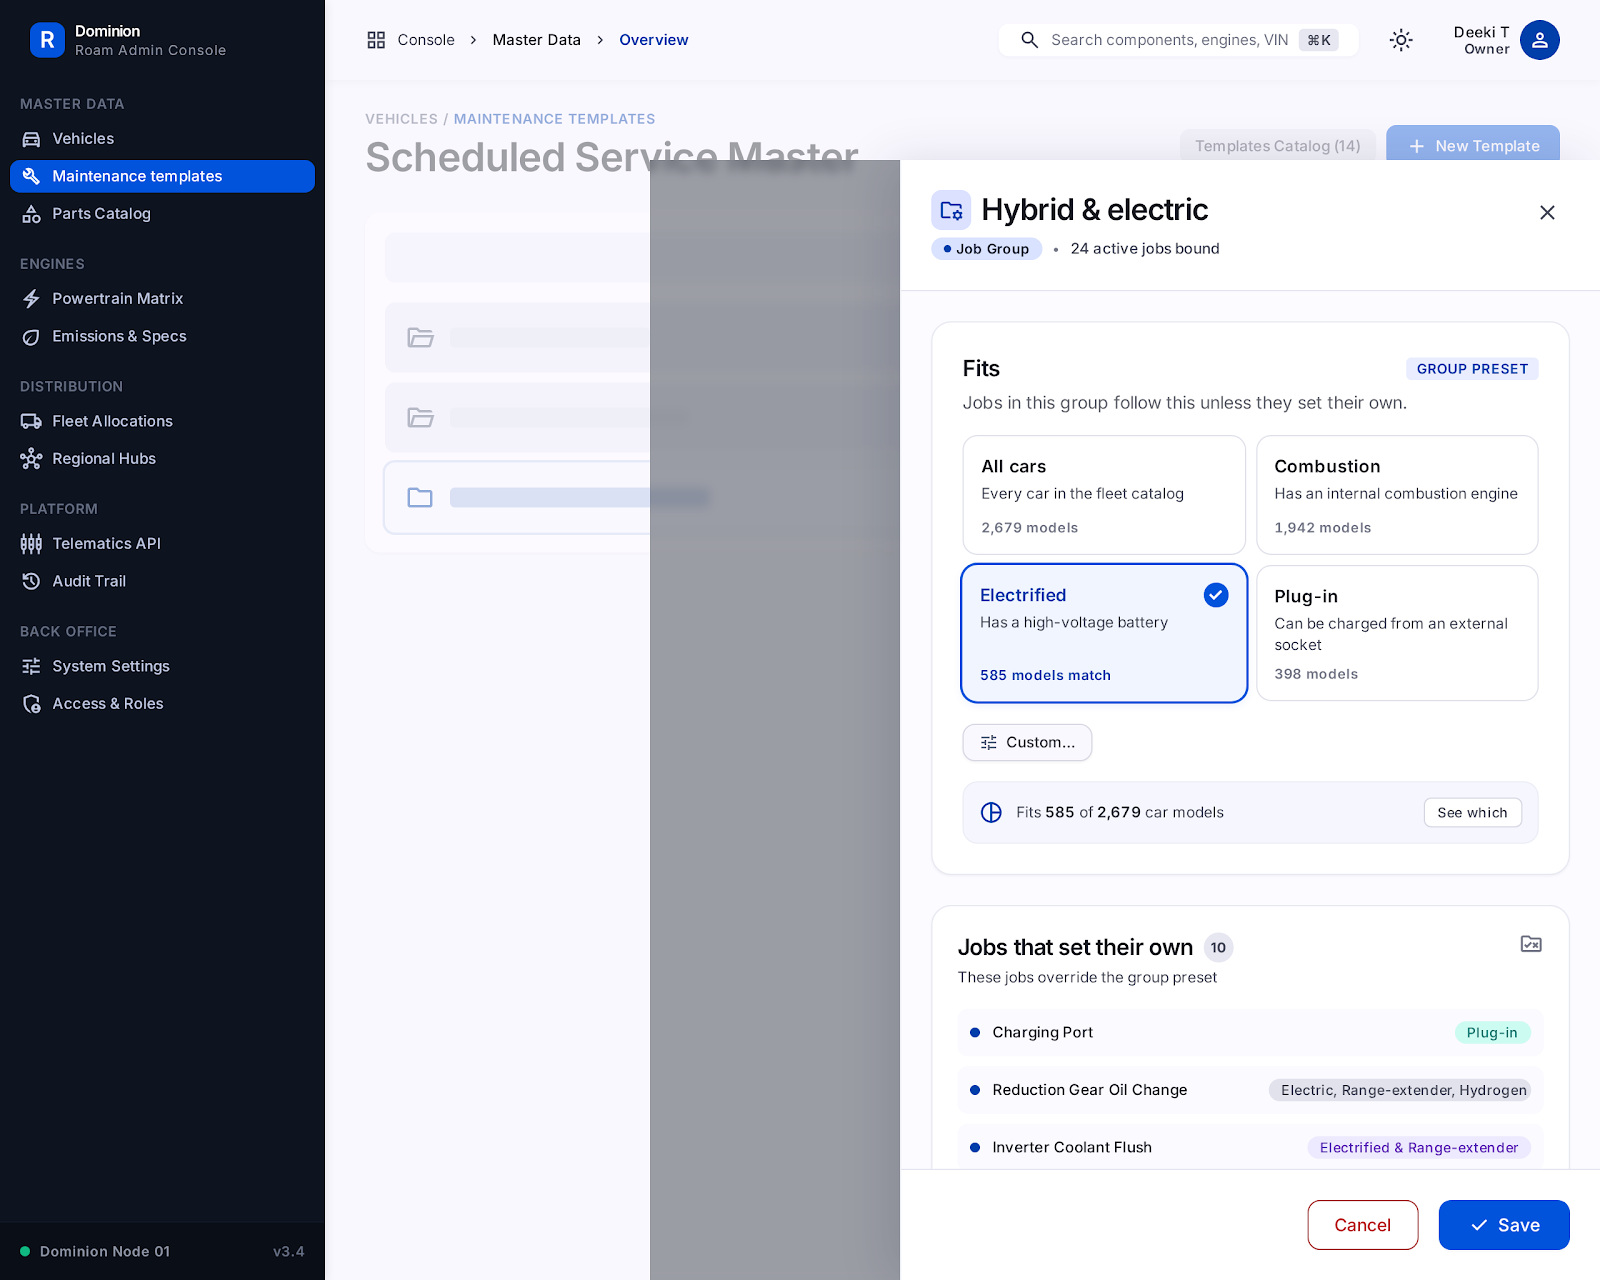 R
Dominion
Roam Admin Console
MASTER DATA
Vehicles
Maintenance templates
Parts Catalog
ENGINES
Powertrain Matrix
Emissions & Specs
DISTRIBUTION
Fleet Allocations
Regional Hubs
PLATFORM
Telematics API
Audit Trail
BACK OFFICE
System Settings
Access & Roles
Dominion Node 01 v3.4
Console > Master Data > Overview
Search components, engines, VIN ⌘K
Deeki T
Owner
VEHICLES / MAINTENANCE TEMPLATES
Scheduled Service Master
Templates Catalog (14)
+ New Template
Hybrid & electric
Job Group • 24 active jobs bound
Fits
GROUP PRESET
Jobs in this group follow this unless they set their own.
All cars
Every car in the fleet catalog
2,679 models
Combustion
Has an internal combustion engine
1,942 models
Electrified
Has a high-voltage battery
585 models match
Plug-in
Can be charged from an external
socket
398 models
Custom...
Fits 585 of 2,679 car models
See which
Jobs that set their own 10
These jobs override the group preset
Charging Port Plug-in
Reduction Gear Oil Change Electric, Range-extender, Hydrogen
Inverter Coolant Flush Electrified & Range-extender
Cancel
Save